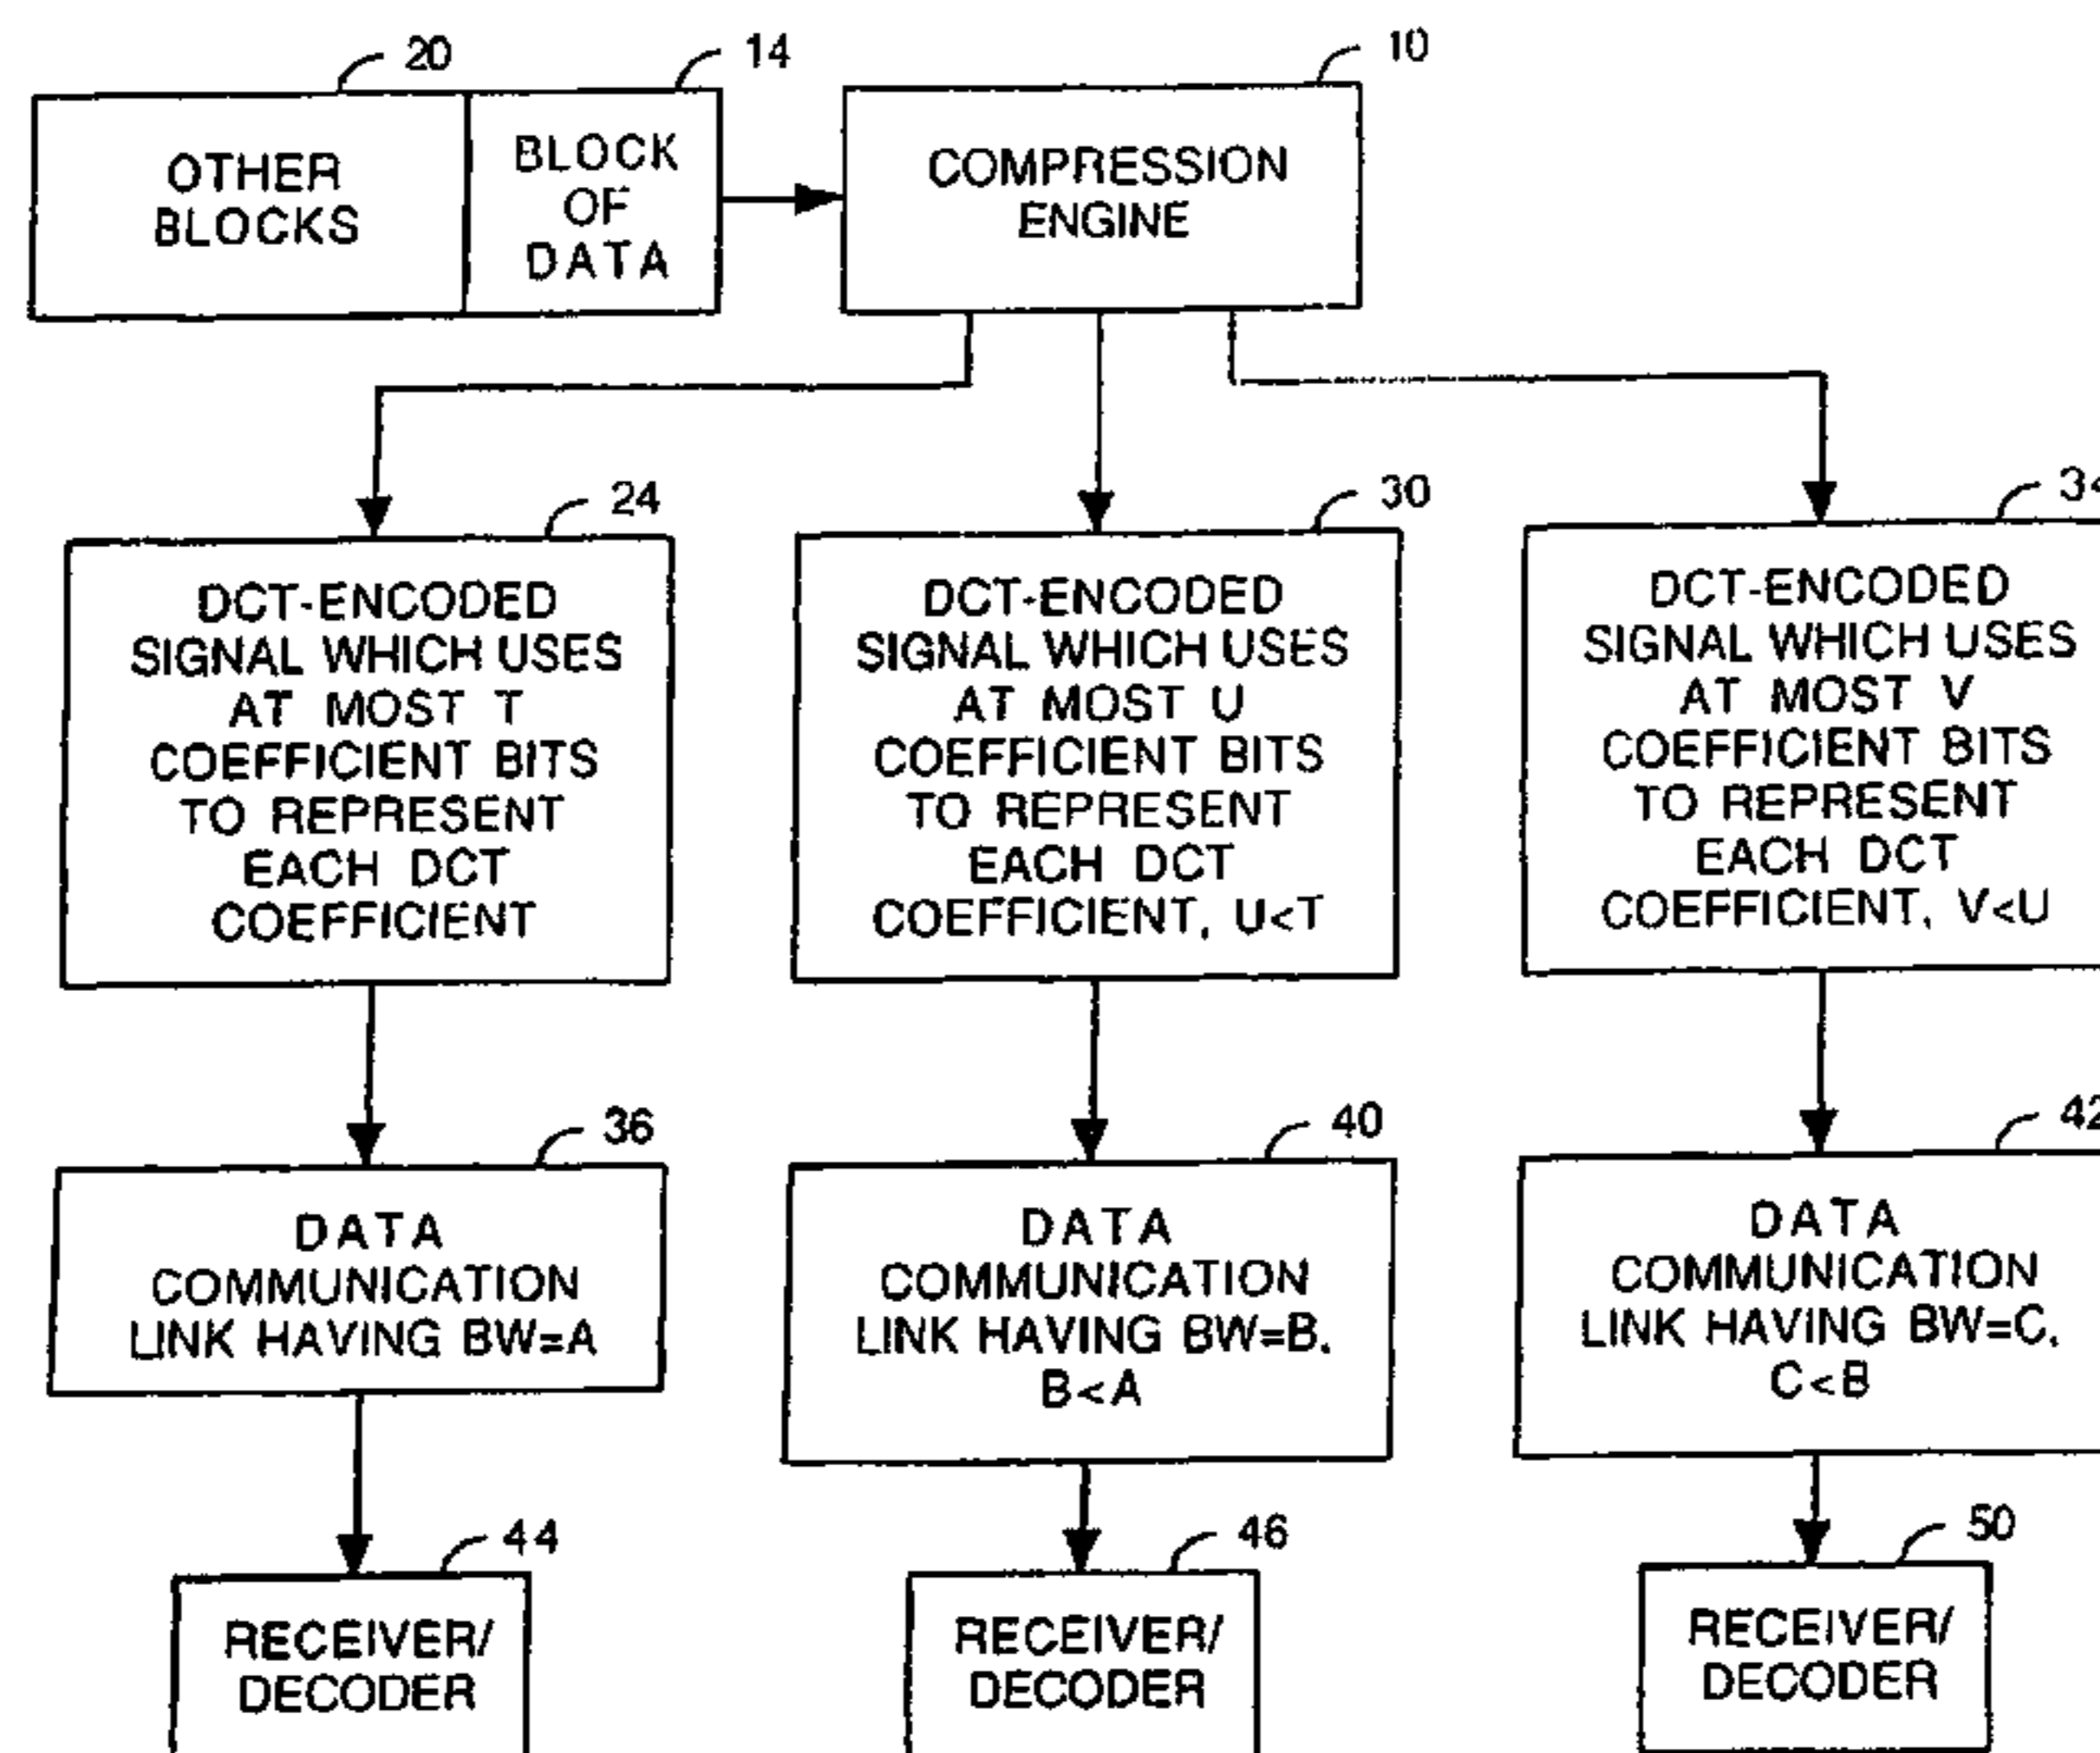 20
14
10
OTHER
BLOCKS
BLOCK
OF
DATA
COMPRESSION
ENGINE
24
30
DCT-ENCODED
SIGNAL WHICH USES
AT MOST T
COEFFICIENT BITS
TO REPRESENT
EACH DCT
COEFFICIENT
DCT-ENCODED
SIGNAL WHICH USES
AT MOST U
COEFFICIENT BITS
TO REPRESENT
EACH DCT
COEFFICIENT, U<T
34
DCT-ENCODED
SIGNAL WHICH USES
AT MOST V
COEFFICIENT BITS
TO REPRESENT
EACH DCT
COEFFICIENT, V<U
36
DATA
COMMUNICATION
LINK HAVING BW=A
40
DATA
COMMUNICATION
LINK HAVING BW=B,
B<A
42
DATA
COMMUNICATION
LINK HAVING BW=C,
C<B
44
RECEIVER/
DECODER
46
RECEIVER/
DECODER
50
RECEIVER/
DECODER